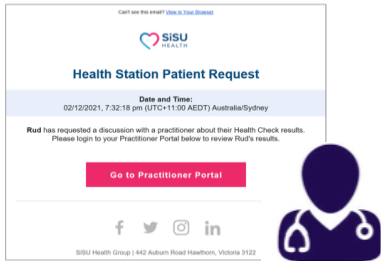 Can't see this email? View in Your Browser
SiSU
HEALTH
Health Station Patient Request
Date and Time:
02/12/2021, 7:32:18 pm (UTC+11:00 AEDT) Australia/Sydney
Rud has requested a discussion with a practitioner about their Health Check results.
Please login to your Practitioner Portal below to review Rud's results.
Go to Practitioner Portal
SiSU Health Group | 442 Auburn Road Hawthorn, Victoria 3122